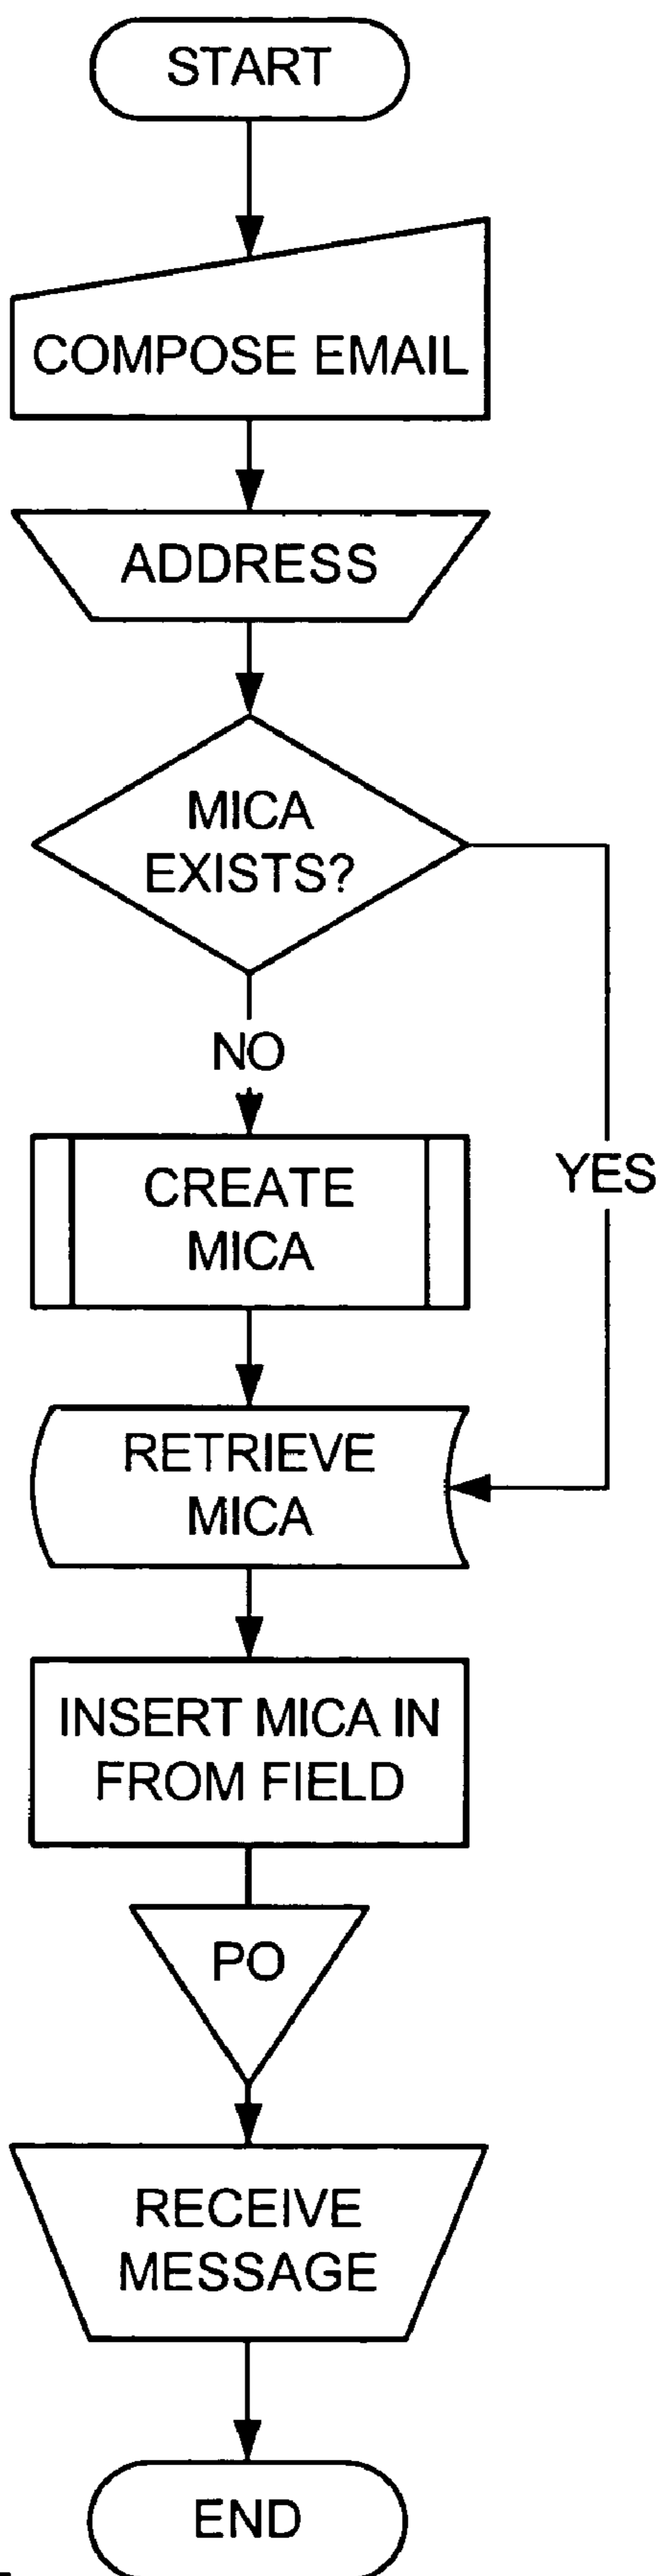 START
COMPOSE EMAIL
ADDRESS
MICA
EXISTS?
NO
CREATE
MICA
YES
RETRIEVE
MICA
INSERT MICA IN
FROM FIELD
PO
RECEIVE
MESSAGE
END